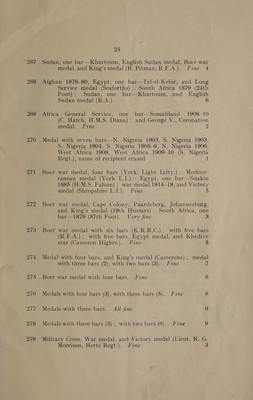 25
267 Sudan, one bar—Khartoum, English Sudan medal, Boer war
medal, and King's medal (R. Pitman, R.F.A.) Fine 4
268 Afghan 1878-80, Egypt, one bar—Tel-el-Kebir, and Long
Service medal (Seaforths) ; South Africa 1879 (24th
Foot) ; Sudan, one bar—Khartoum, and English
Sudan medal (R.A.) 6
269 Africa General Service, one bar—Somaliland 1908-10
(C. Hatch, H.M.S. Diana) ; and George V., Coronation
medal. Fine 2
270 Medal with seven bars—N. Nigeria 1903, S. Nigeria 1903,
S. Nigeria 1904, S. Nigeria 1905-6, N. Nigeria 1906,
West Africa 1908, West Africa 1909-10 (S. Nigeria
Regt.), name of recipient erased 1
271 Boer war medal, four bars (York. Light Infty.) ; Mediter-
ranean medal (York L.I.) ; Egypt, one bar—Suakin
1885 (H.M.S. Falcon) ; war medal 1914-18, and Victory
medal (Shropshire L.I.). Fine 5
272 Boer war medal, Cape Colony, Paardeberg, Johannesburg,
and King's medal (19th Hussars) ; South Africa, one
bar—1879 (87th Foot). Very fine 3
273 Boer war medal with six bars (K.R.R.C.) ; with five bars
(R.F.A.) ; with five bars, Egypt medal, and Khedive
star (Cameron Highrs.). Fine 5
274 Medal with four bars, and King's medal (Camerons) ; medal
with three bars (2), with two bars (3). Fine 7
275 Boer war medal with four bars. Fine 6
276 Medals with four bars (3), with three bars (5). Fine 8
277 Medals with three bars. All fine 9
278 Medals with three bars (3) ; with two bars (6). Fine 9
279 Military Cross, War medal, and Victory medal (Lieut. R. G.
Morrison, Herts Regt.). Fine 3